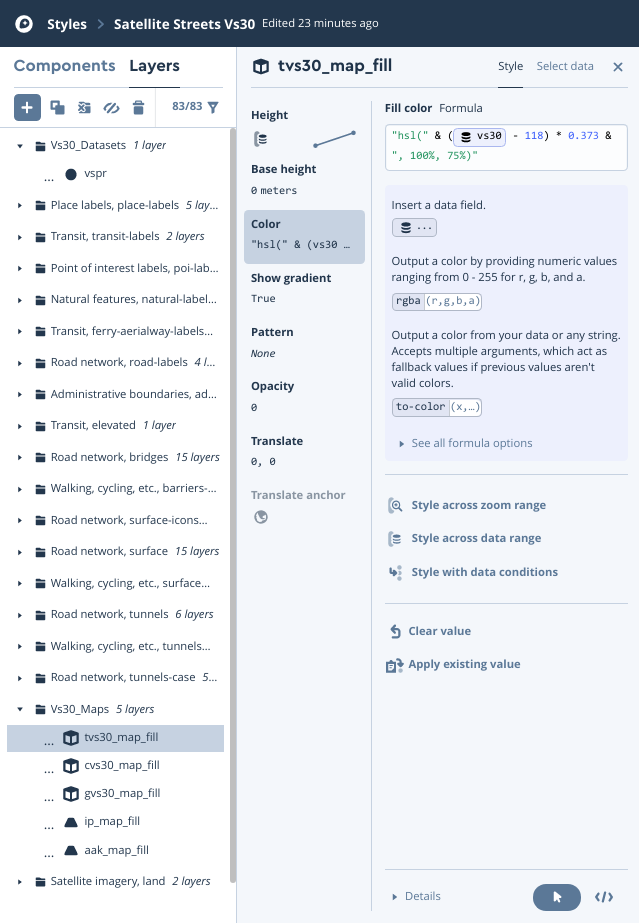 Styles > Satellite Streets Vs30 Edited 23 minutes ago
Components Layers
83/83
Vs30_Datasets 1 layer
... vspr
Place labels, place-labels 5 lay...
Transit, transit-labels 2 layers
Point of interest labels, poi-lab...
Natural features, natural-label...
Transit, ferry-aerialway-labels...
Road network, road-labels 4 l...
Administrative boundaries, ad...
Transit, elevated 1 layer
Road network, bridges 15 layers
Walking, cycling, etc., barriers-...
Road network, surface-icons...
Road network, surface 15 layers
Walking, cycling, etc., surface...
Road network, tunnels 6 layers
Walking, cycling, etc., tunnels...
Road network, tunnels-case 5...
Vs30_Maps 5 layers
... tvs30_map_fill
... cvs30_map_fill
... gvs30_map_fill
... ip_map_fill
... aak_map_fill
Satellite imagery, land 2 layers
tvs30_map_fill
Style Select data ×
Height
Base height
0 meters
Color
"hsl(" & (vs30 …
Show gradient
True
Pattern
None
Opacity
0
Translate
0, 0
Translate anchor
Fill color Formula
"hsl(" & ( vs30 - 118) * 0.373 &
", 100%, 75%)"
Insert a data field.
...
Output a color by providing numeric values
ranging from 0 - 255 for r, g, b, and a.
rgba (r,g,b,a)
Output a color from your data or any string.
Accepts multiple arguments, which act as
fallback values if previous values aren't
valid colors.
to-color (x,…)
See all formula options
Style across zoom range
Style across data range
Style with data conditions
Clear value
Apply existing value
Details </>